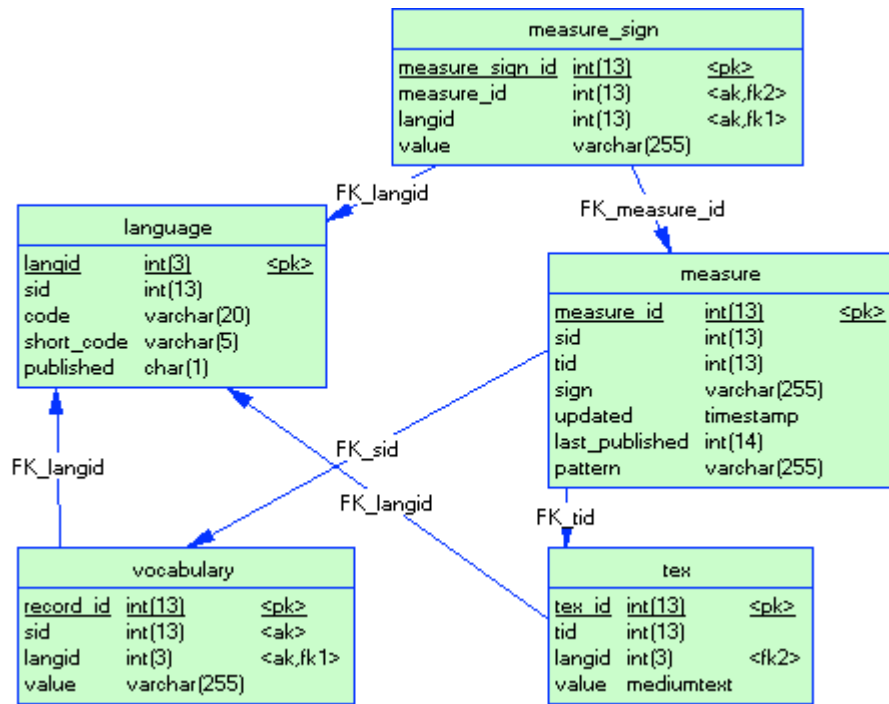 measure_sign
measure_sign_id int(13) <pk>
measure_id int(13) <ak,fk2>
langid int(13) <ak,fk1>
value varchar(255)
FK_langid
FK_measure_id
language
langid int(3) <pk>
sid int(13)
code varchar(20)
short_code varchar(5)
published char(1)
measure
measure_id int(13) <pk>
sid int(13)
tid int(13)
sign varchar(255)
updated timestamp
last_published int(14)
pattern varchar(255)
FK_langid
FK_sid
FK_langid
FK_tid
vocabulary
record_id int(13) <pk>
sid int(13) <ak>
langid int(3) <ak,fk1>
value varchar(255)
tex
tex_id int(13) <pk>
tid int(13)
langid int(3) <fk2>
value mediumtext